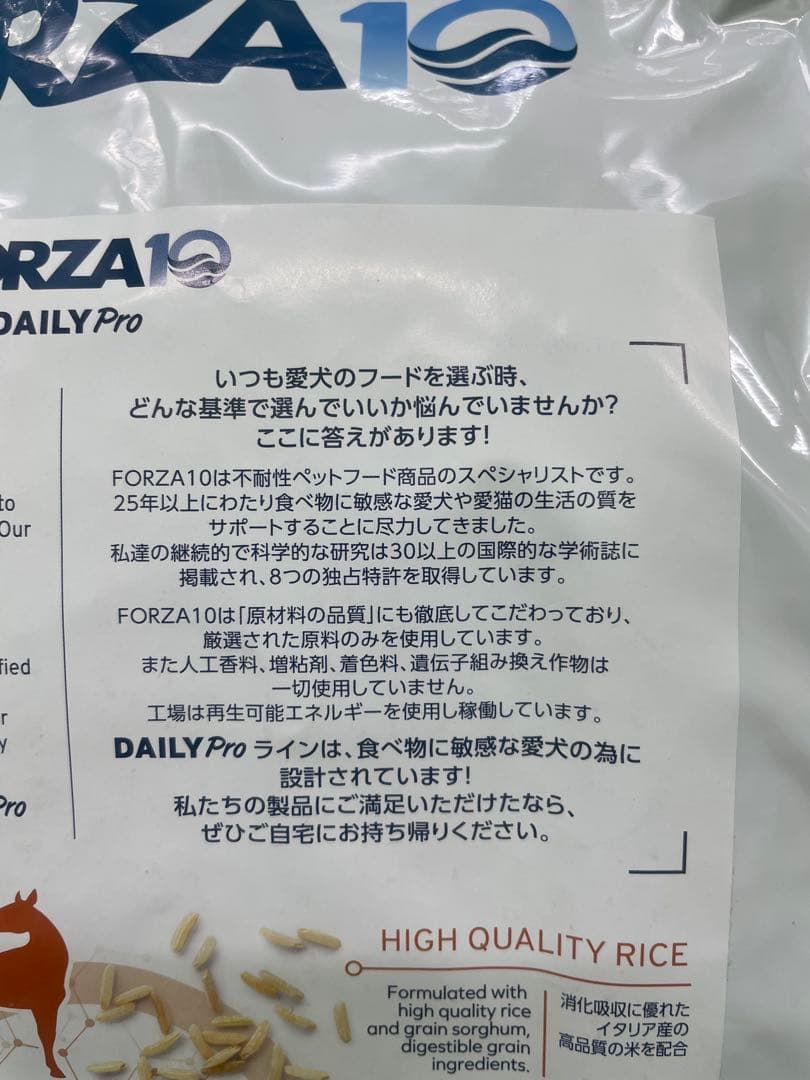 RZA10
ORZA10
DAILY Pro
to
Our
fied
r
y
Pro
いつも愛犬のフードを選ぶ時、
どんな基準で選んでいいか悩んでいませんか?
ここに答えがあります!
FORZA10は不耐性ペットフード商品のスペシャリストです。
25年以上にわたり食べ物に敏感な愛犬や愛猫の生活の質を
サポートすることに尽力してきました。
私達の継続的で科学的な研究は30以上の国際的な学術誌に
掲載され、8つの独占特許を取得しています。
FORZA10は「原材料の品質」にも徹底してこだわっており、
厳選された原料のみを使用しています。
また人工香料、増粘剤、着色料、遺伝子組み換え作物は
一切使用していません。
工場は再生可能エネルギーを使用し稼働しています。
DAILY Pro ラインは、食べ物に敏感な愛犬の為に
設計されています!
私たちの製品にご満足いただけたなら、
ぜひご自宅にお持ち帰りください。
HIGH QUALITY RICE
Formulated with
high quality rice
and grain sorghum,
digestible grain
ingredients.
消化吸収に優れた
イタリア産の
高品質の米を配合